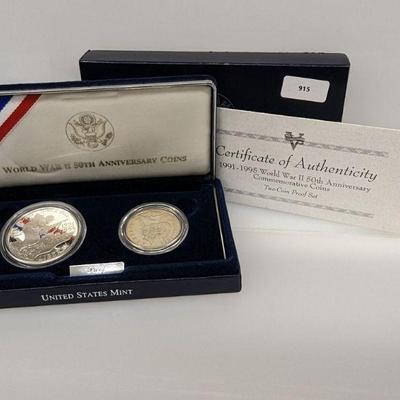 915
WORLD WAR II 50TH ANNIVERSARY COINS
Certificate of Authenticity
1991-1995 World War II 50th Anniversary
Commemorative Coins
Two-Coin Proof Set
Proof
UNITED STATES MINT